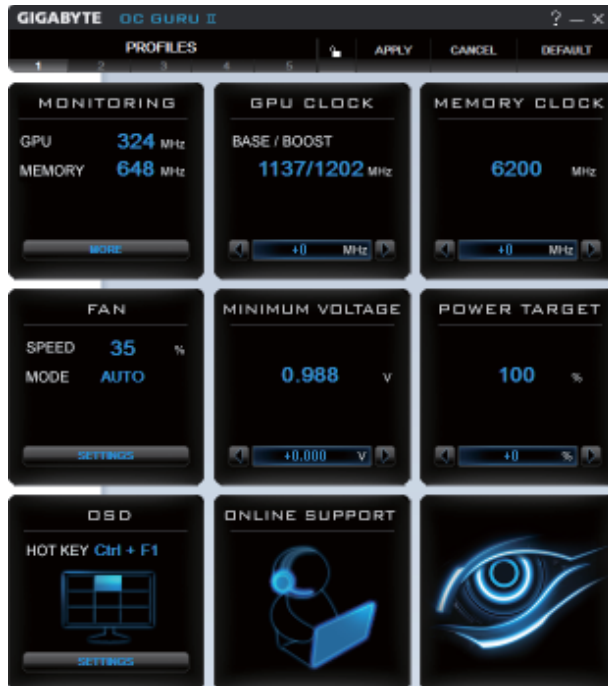 GIGABYTE OC GURU II ? – ×
PROFILES APPLY CANCEL DEFAULT
1 2 3 4 5
MONITORING
GPU 324 MHz
MEMORY 648 MHz
MORE
GPU CLOCK
BASE / BOOST
1137/1202 MHz
+0 MHz
MEMORY CLOCK
6200 MHz
+0 MHz
FAN
SPEED 35 %
MODE AUTO
SETTINGS
MINIMUM VOLTAGE
0.988 V
+0.000 V
POWER TARGET
100 %
+0 %
OSD
HOT KEY Ctrl + F1
SETTINGS
ONLINE SUPPORT